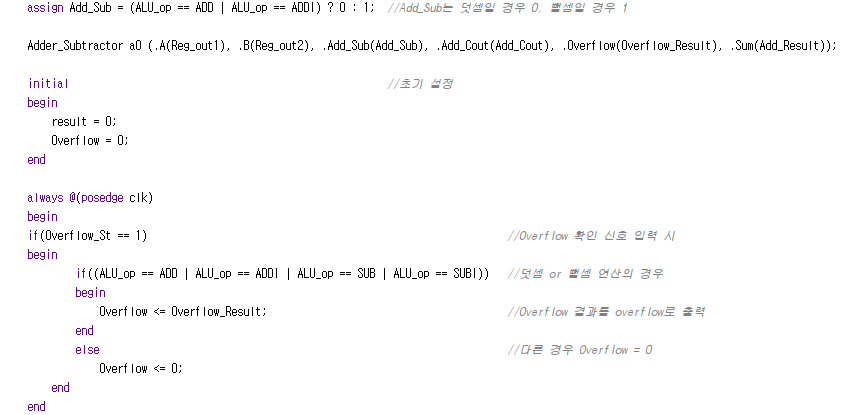 assign Add_Sub = (ALU_op == ADD | ALU_op == ADDI) ? 0 : 1; //Add_Sub는 덧셈일 경우 0, 뺄셈일 경우 1
Adder_Subtractor a0 (.A(Reg_out1), .B(Reg_out2), .Add_Sub(Add_Sub), .Add_Cout(Add_Cout), .Overflow(Overflow_Result), .Sum(Add_Result));
initial //초기 설정
begin
result = 0;
Overflow = 0;
end
always @(posedge clk)
begin
if(Overflow_St == 1) //Overflow 확인 신호 입력 시
begin
if((ALU_op == ADD | ALU_op == ADDI | ALU_op == SUB | ALU_op == SUBI)) //덧셈 or 뺄셈 연산의 경우
begin
Overflow <= Overflow_Result; //Overflow 결과를 overflow로 출력
end
else //다른 경우 Overflow = 0
Overflow <= 0;
end
end